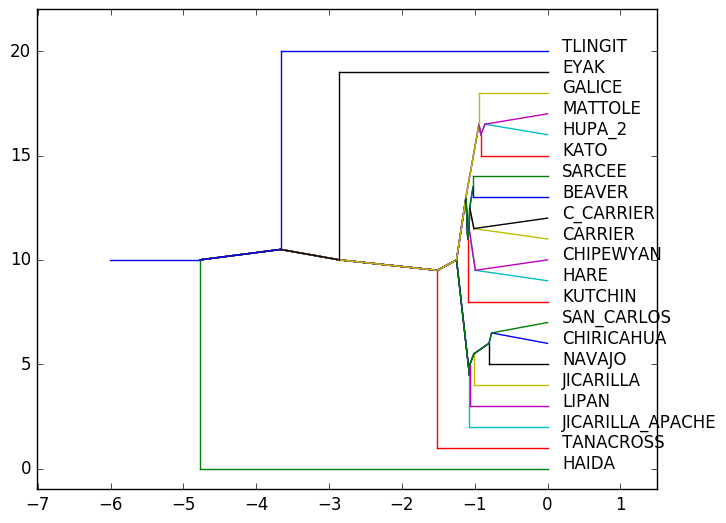 20
15
10
5
0
TLINGIT
EYAK
GALICE
MATTOLE
HUPA_2
KATO
SARCEE
BEAVER
C_CARRIER
CARRIER
CHIPEWYAN
HARE
KUTCHIN
SAN_CARLOS
CHIRICAHUA
NAVAJO
JICARILLA
LIPAN
JICARILLA_APACHE
TANACROSS
HAIDA
−7 −6 −5 −4 −3 −2 −1 0 1